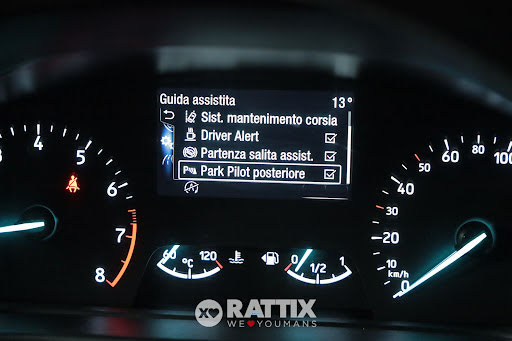 Guida assistita 13°
Sist. mantenimento corsia
Driver Alert
Partenza salita assist.
Park Pilot posteriore
4
5
6
7
8
60 120
°C
0 1/2 1
100
80
60
50
40
30
20
10
km/h
0
RATTIX
WE YOUMANS